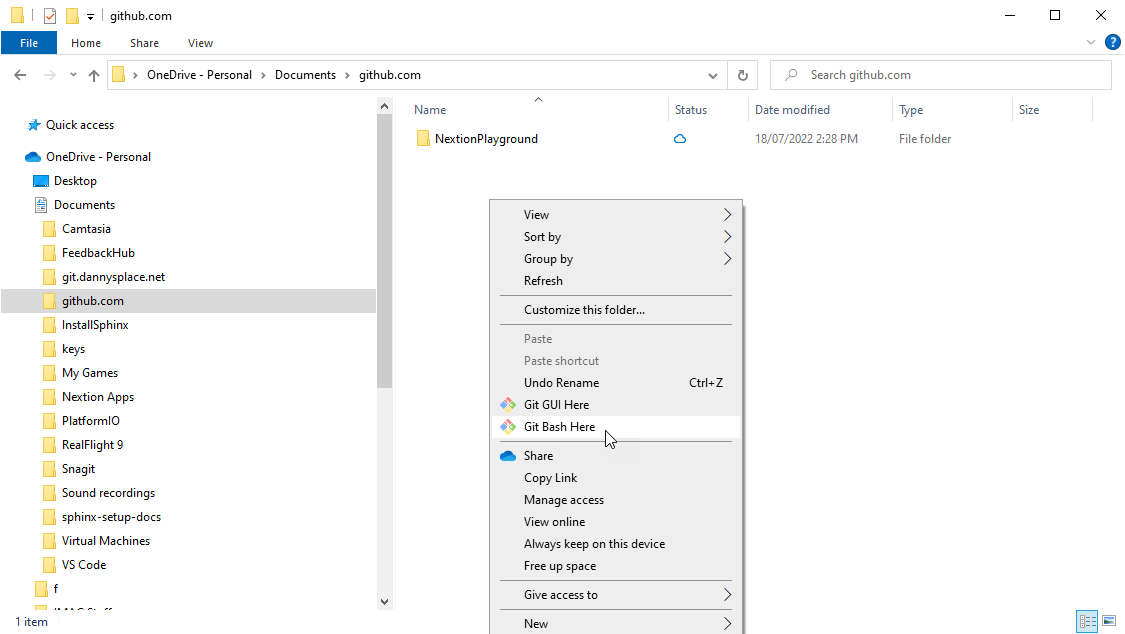 github.com
File Home Share View
OneDrive - Personal Documents github.com
Search github.com
Name Status Date modified Type Size
NextionPlayground 18/07/2022 2:28 PM File folder
Quick access
OneDrive - Personal
Desktop
Documents
Camtasia
FeedbackHub
git.dannysplace.net
github.com
InstallSphinx
keys
My Games
Nextion Apps
PlatformIO
RealFlight 9
Snagit
Sound recordings
sphinx-setup-docs
Virtual Machines
VS Code
f
View
Sort by
Group by
Refresh
Customize this folder...
Paste
Paste shortcut
Undo Rename Ctrl+Z
Git GUI Here
Git Bash Here
Share
Copy Link
Manage access
View online
Always keep on this device
Free up space
Give access to
New
1 item